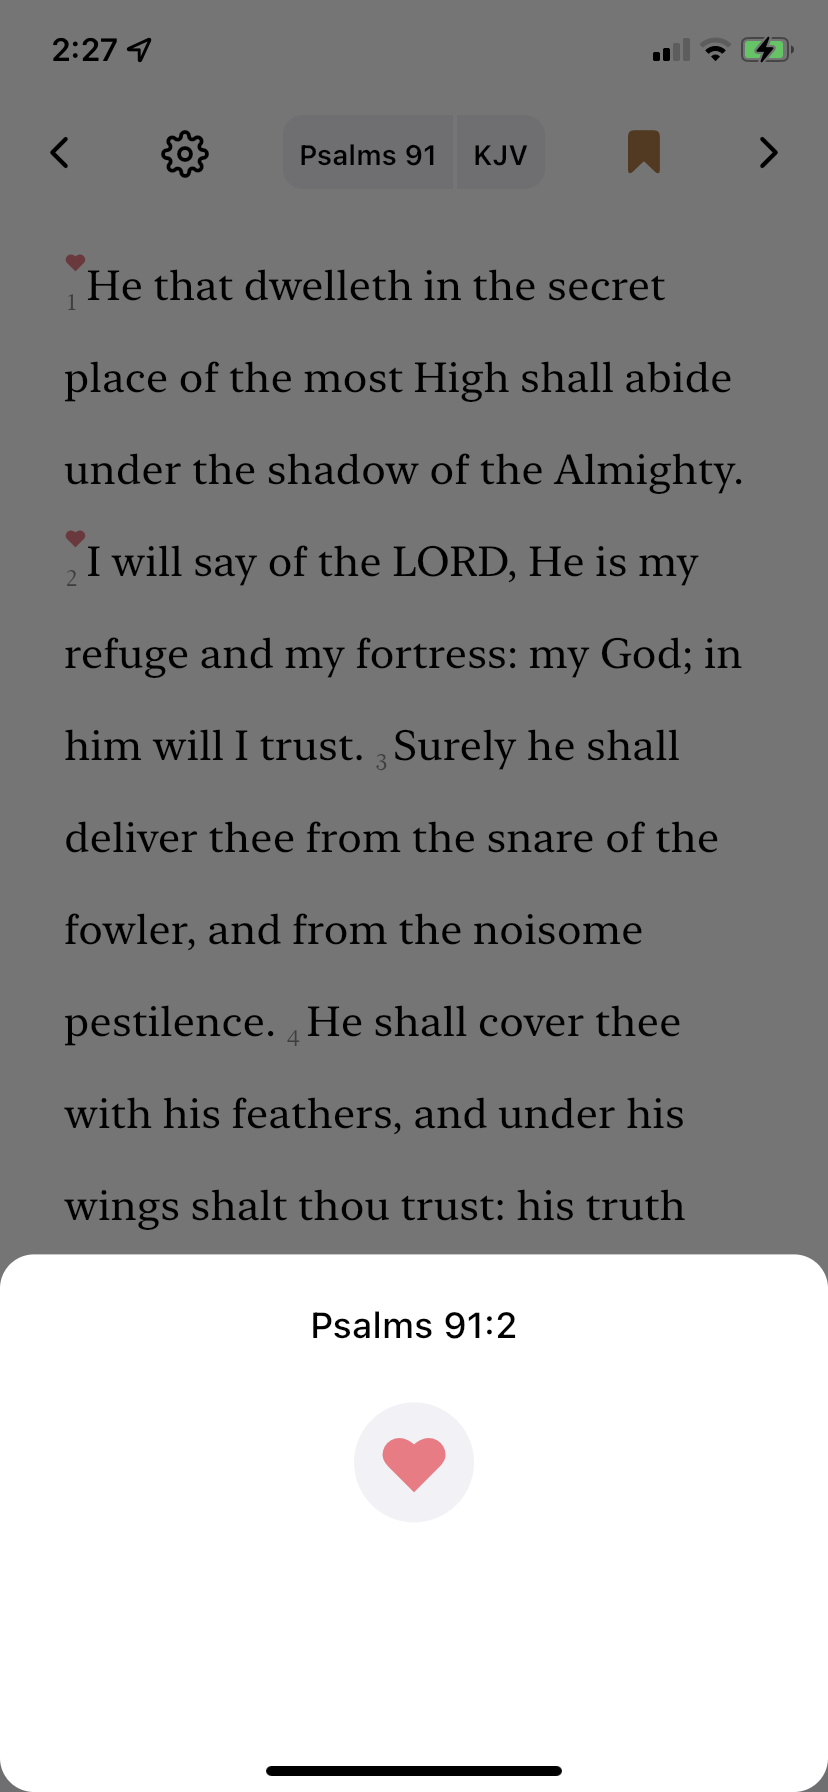 2:27
Psalms 91 KJV
1 He that dwelleth in the secret
place of the most High shall abide
under the shadow of the Almighty.
2 I will say of the LORD, He is my
refuge and my fortress: my God; in
him will I trust. 3 Surely he shall
deliver thee from the snare of the
fowler, and from the noisome
pestilence. 4 He shall cover thee
with his feathers, and under his
wings shalt thou trust: his truth
Psalms 91:2